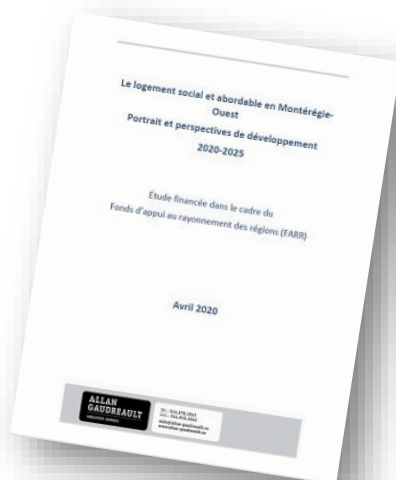 Le logement social et abordable en Montérégie-
Ouest
Portrait et perspectives de développement
2020-2025
Étude financée dans le cadre du
Fonds d'appui au rayonnement des régions (FARR)
Avril 2020
ALLAN
GAUDREAULT